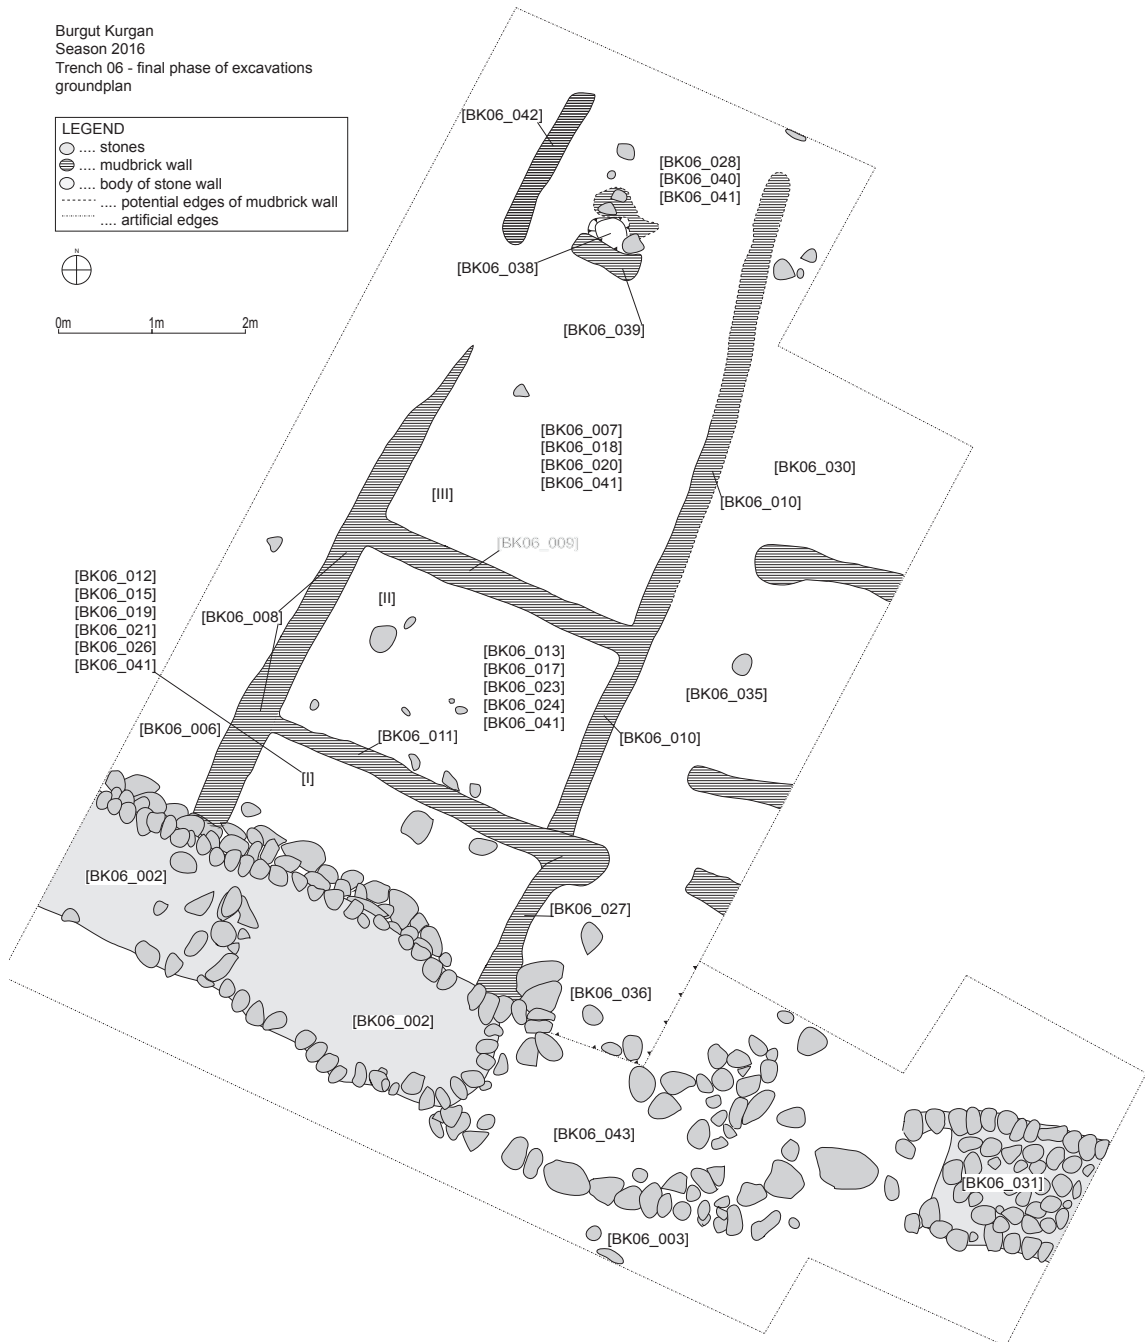 Burgut Kurgan
Season 2016
Trench 06 - final phase of excavations
groundplan
LEGEND
.... stones
.... mudbrick wall
.... body of stone wall
.... potential edges of mudbrick wall
.... artificial edges
N
0m 1m 2m
[BK06_042]
[BK06_028]
[BK06_040]
[BK06_041]
[BK06_038]
[BK06_039]
[BK06_007]
[BK06_018]
[BK06_020]
[BK06_041]
[BK06_030]
[III]
[BK06_010]
[BK06_009]
[BK06_012]
[BK06_015]
[BK06_019]
[BK06_021]
[BK06_026]
[BK06_041]
[II]
[BK06_008]
[BK06_013]
[BK06_017]
[BK06_023]
[BK06_024]
[BK06_041]
[BK06_035]
[BK06_006]
[BK06_011]
[BK06_010]
[I]
[BK06_002]
[BK06_027]
[BK06_036]
[BK06_002]
[BK06_043]
[BK06_031]
[BK06_003]